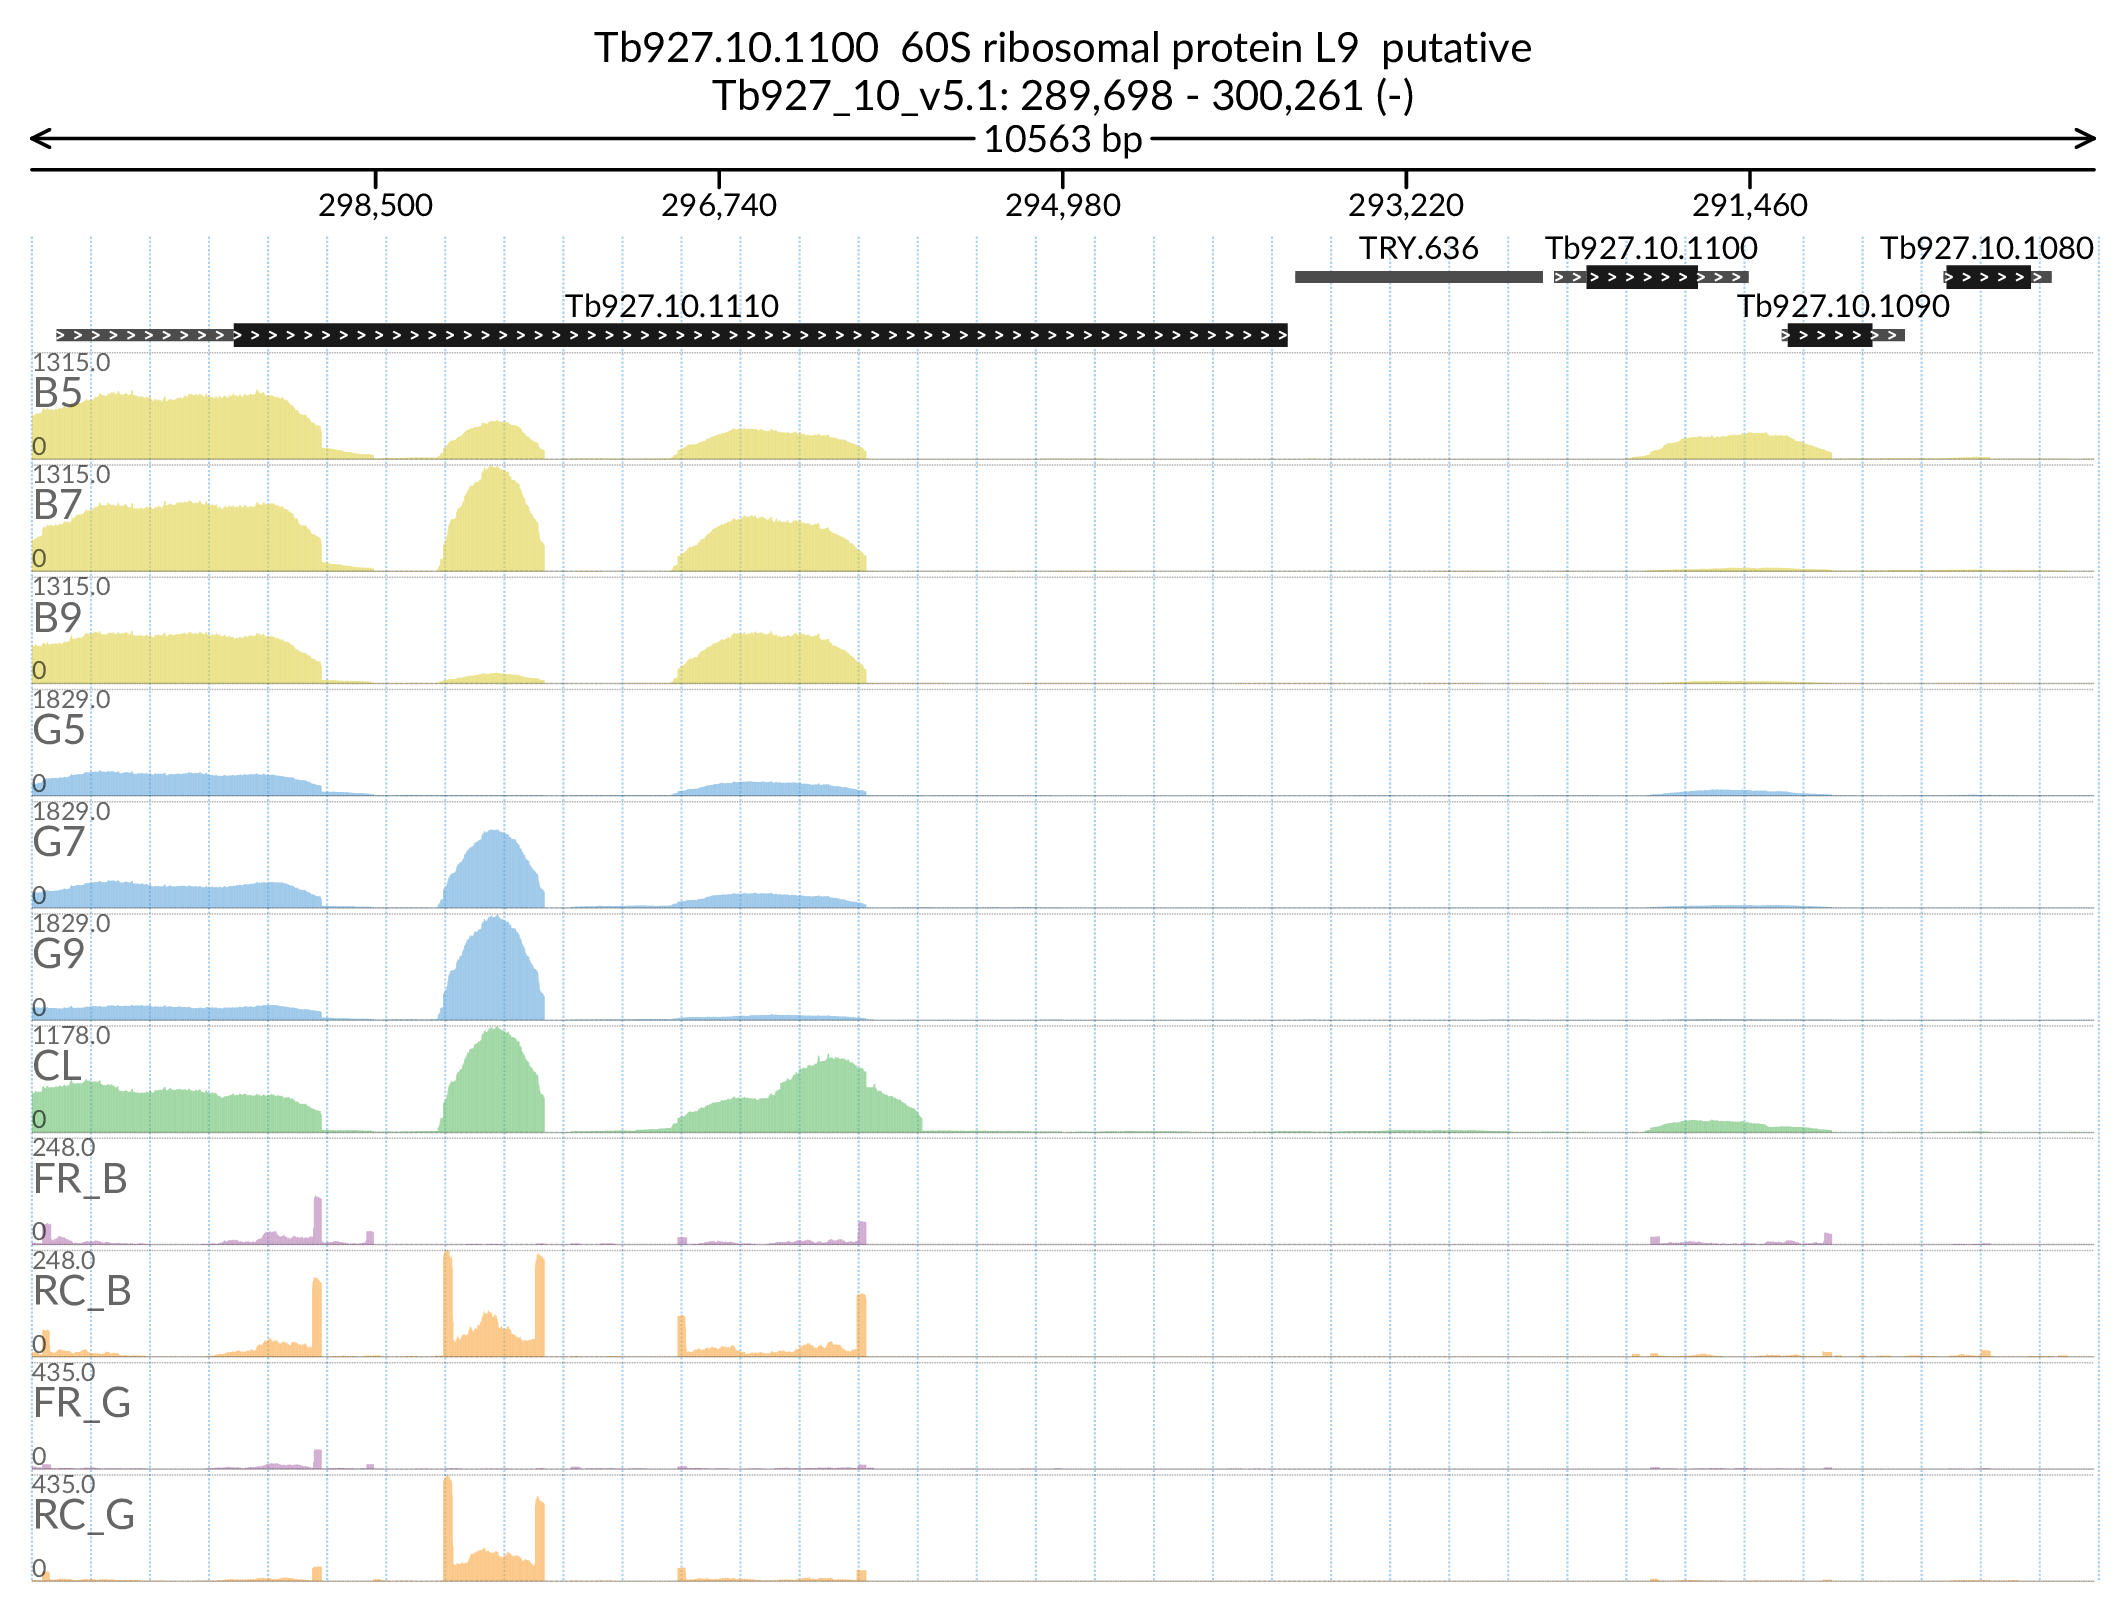 Tb927.10.1100  60S ribosomal protein L9  putative
Tb927_10_v5.1: 289,698 - 300,261 (-)
10563 bp
298,500 296,740 294,980 293,220 291,460
TRY.636 Tb927.10.1100 Tb927.10.1080
Tb927.10.1110 Tb927.10.1090
1315.0
B5
0
1315.0
B7
0
1315.0
B9
0
1829.0
G5
0
1829.0
G7
0
1829.0
G9
0
1178.0
CL
0
248.0
FR_B
0
248.0
RC_B
0
435.0
FR_G
0
435.0
RC_G
0